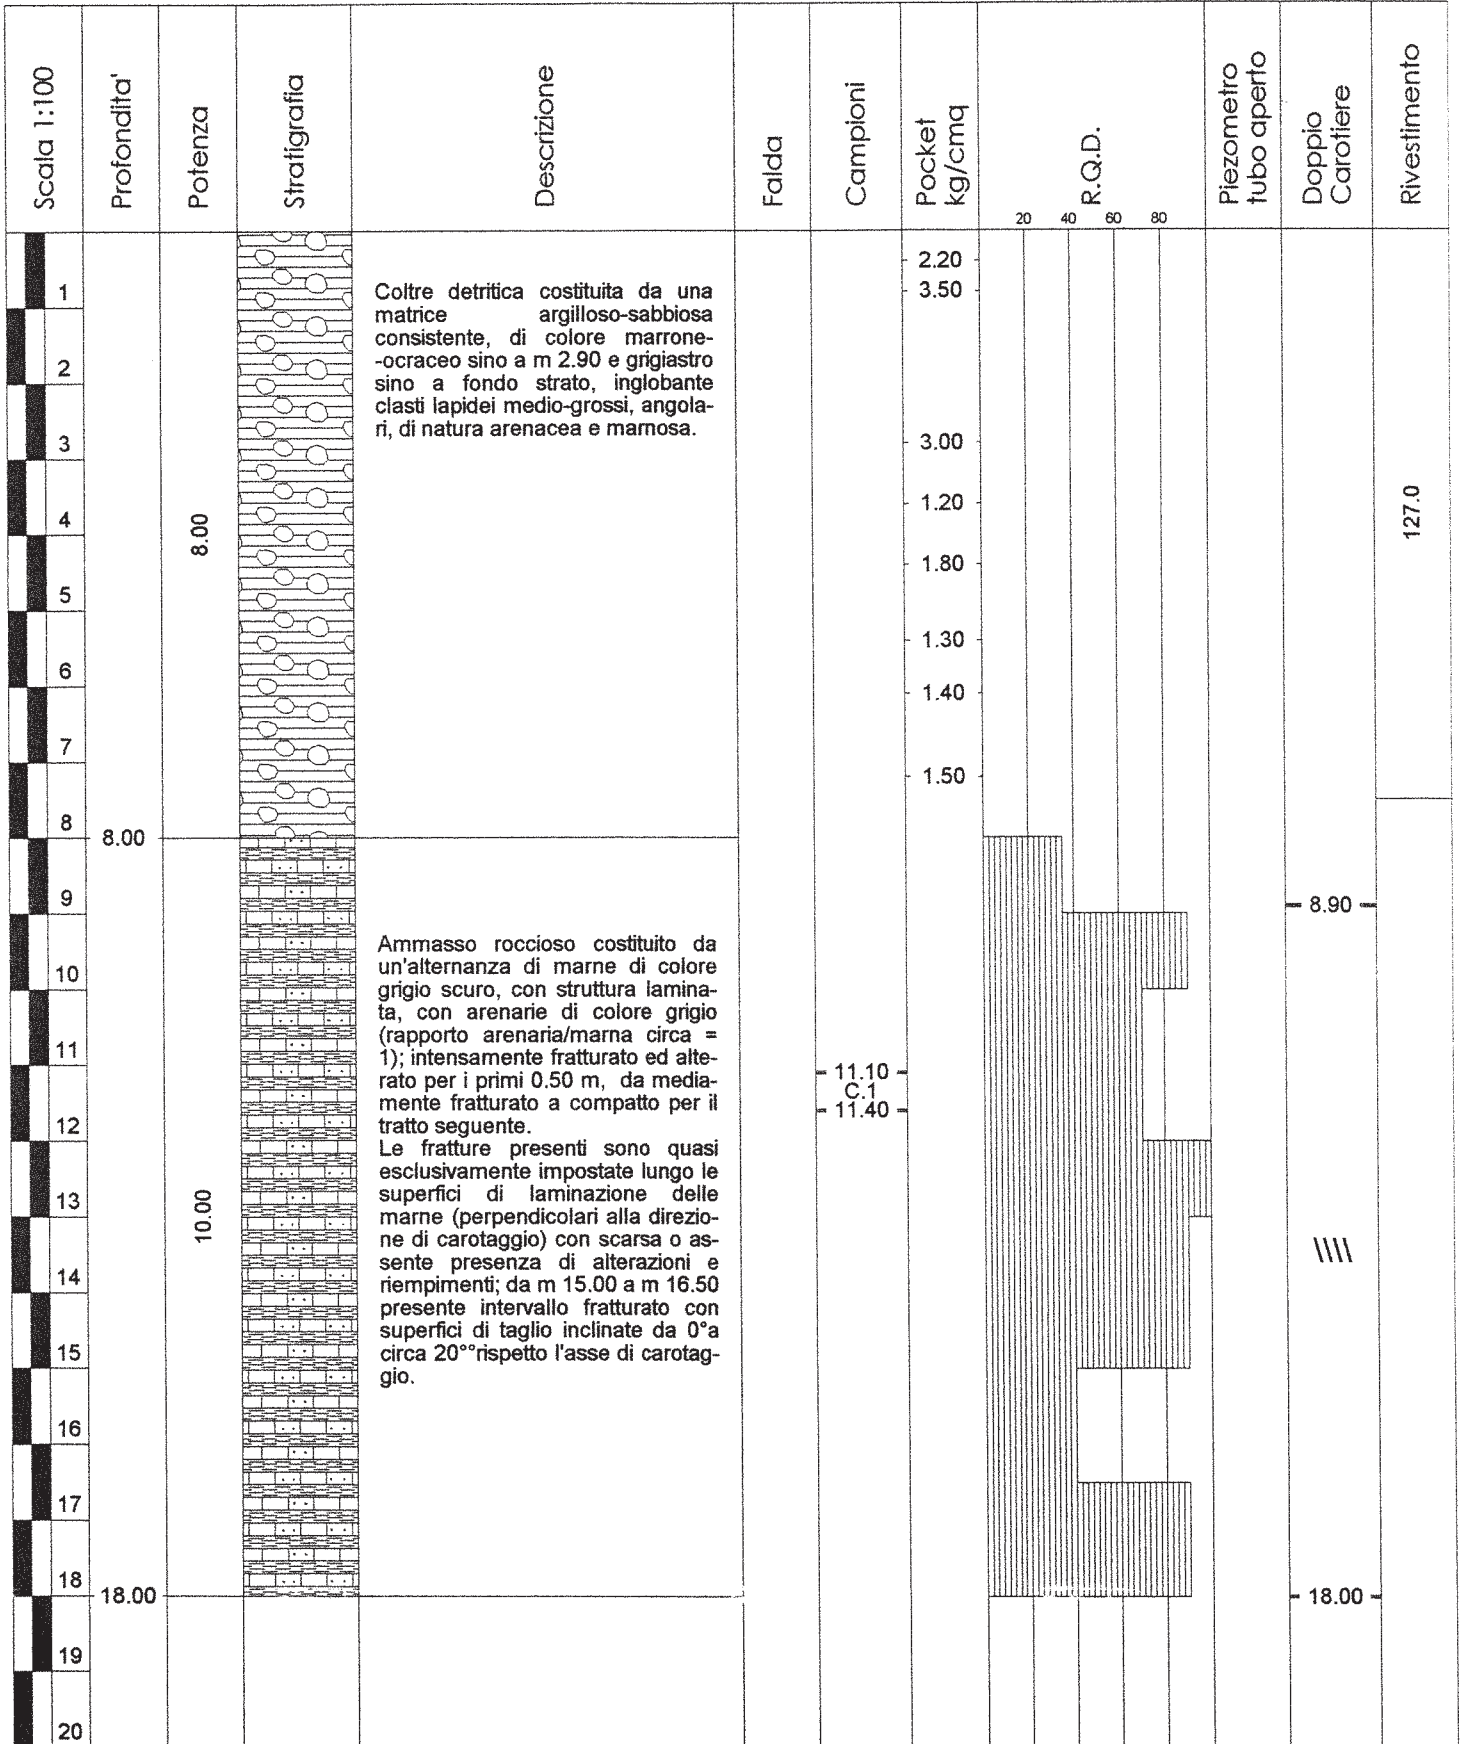 Scala 1:100
Profondita'
Potenza
Stratigrafia
Descrizione
Falda
Campioni
Pocket
kg/cmq
R.Q.D.
20 40 60 80
Piezometro
tubo aperto
Doppio
Carotiere
Rivestimento
1
2
3
4
5
6
7
8
9
10
11
12
13
14
15
16
17
18
19
20
8.00
18.00
8.00
10.00
Coltre detritica costituita da una
matrice argilloso-sabbiosa
consistente, di colore marrone-
-ocraceo sino a m 2.90 e grigiastro
sino a fondo strato, inglobante
clasti lapidei medio-grossi, angola-
ri, di natura arenacea e marnosa.
Ammasso roccioso costituito da
un'alternanza di marne di colore
grigio scuro, con struttura lamina-
ta, con arenarie di colore grigio
(rapporto arenaria/marna circa =
1); intensamente fratturato ed alte-
rato per i primi 0.50 m, da media-
mente fratturato a compatto per il
tratto seguente.
Le fratture presenti sono quasi
esclusivamente impostate lungo le
superfici di laminazione delle
marne (perpendicolari alla direzio-
ne di carotaggio) con scarsa o as-
sente presenza di alterazioni e
riempimenti; da m 15.00 a m 16.50
presente intervallo fratturato con
superfici di taglio inclinate da 0°a
circa 20°°rispetto l'asse di carotag-
gio.
11.10
C.1
11.40
2.20
3.50
3.00
1.20
1.80
1.30
1.40
1.50
8.90
\\\\
18.00
127.0